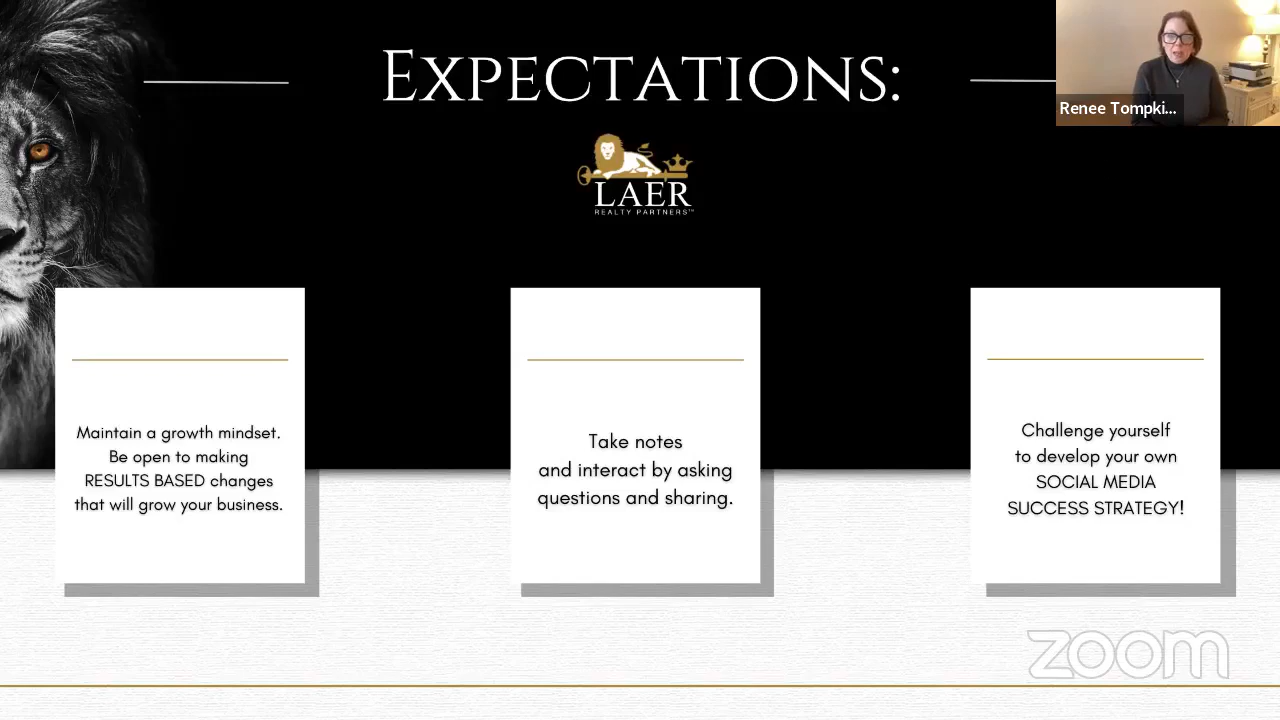 EXPECTATIONS:
Renee Tompki...
LAER
REALTY PARTNERS™
Maintain a growth mindset.
Be open to making
RESULTS BASED changes
that will grow your business.
Take notes
and interact by asking
questions and sharing.
Challenge yourself
to develop your own
SOCIAL MEDIA
SUCCESS STRATEGY!
zoom